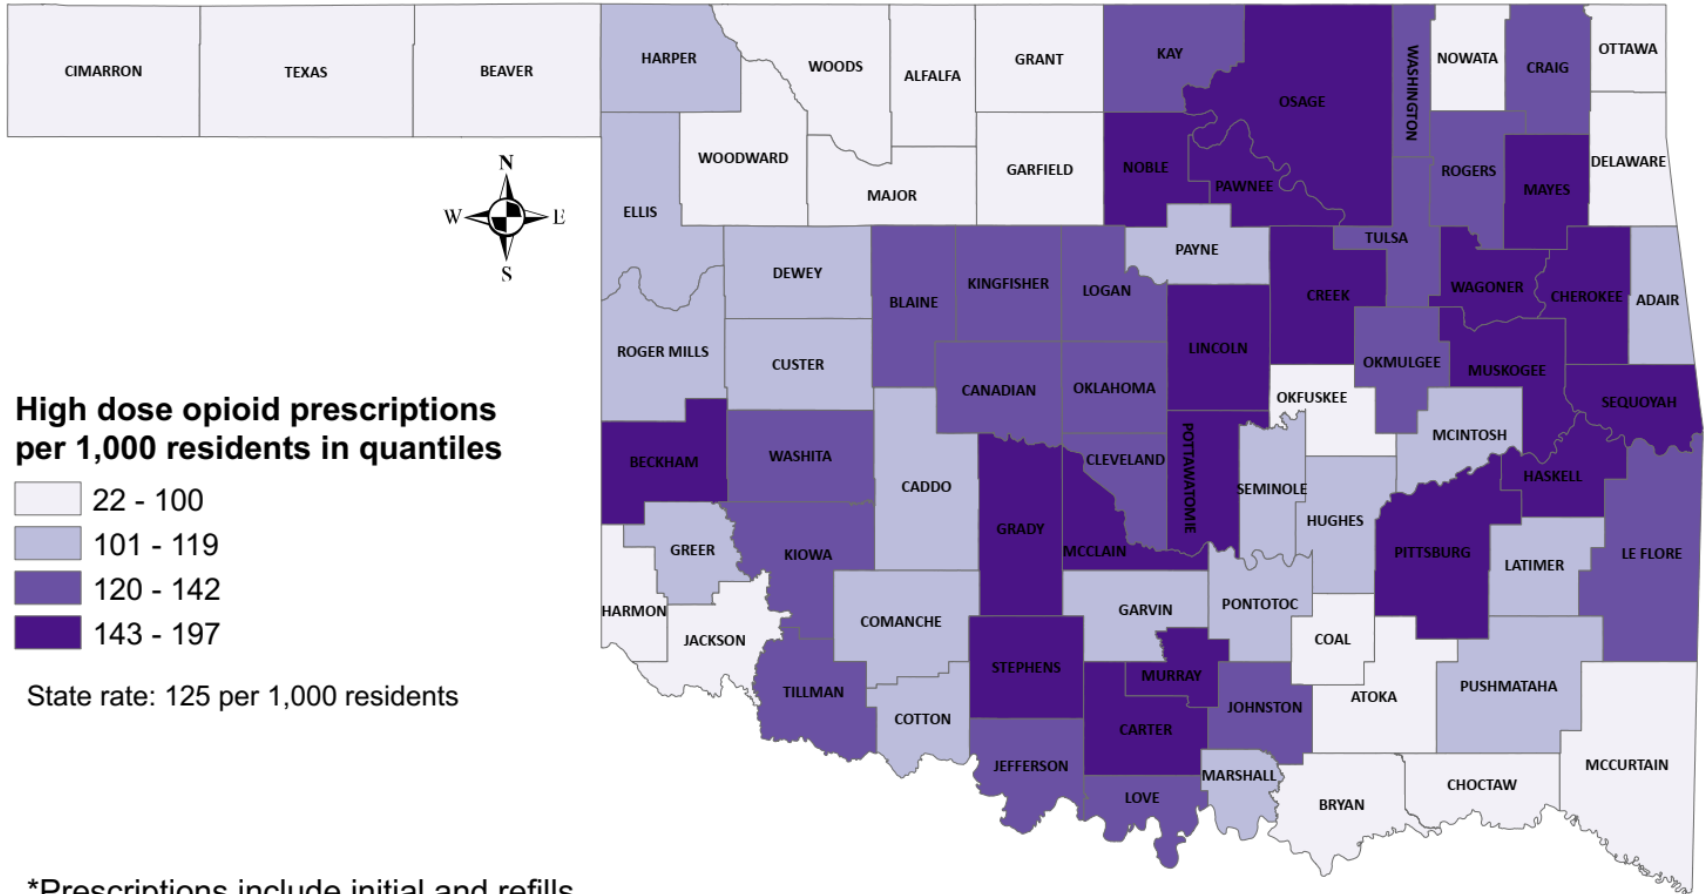 CIMARRON
TEXAS
BEAVER
HARPER
WOODS
ALFALFA
GRANT
KAY
OSAGE
WASHINGTON
NOWATA
CRAIG
OTTAWA
WOODWARD
MAJOR
GARFIELD
NOBLE
PAWNEE
ROGERS
MAYES
DELAWARE
N
W
E
S
ELLIS
DEWEY
BLAINE
KINGFISHER
LOGAN
PAYNE
CREEK
TULSA
WAGONER
CHEROKEE
ADAIR
ROGER MILLS
CUSTER
CANADIAN
OKLAHOMA
LINCOLN
OKFUSKEE
OKMULGEE
MUSKOGEE
SEQUOYAH
High dose opioid prescriptions
per 1,000 residents in quantiles
22 - 100
101 - 119
120 - 142
143 - 197
State rate: 125 per 1,000 residents
BECKHAM
WASHITA
CADDO
GRADY
CLEVELAND
POTTAWATOMIE
SEMINOLE
HUGHES
MCINTOSH
HASKELL
GREER
KIOWA
MCCLAIN
PITTSBURG
LATIMER
LE FLORE
HARMON
JACKSON
COMANCHE
GARVIN
PONTOTOC
COAL
TILLMAN
COTTON
STEPHENS
MURRAY
CARTER
JOHNSTON
ATOKA
PUSHMATAHA
JEFFERSON
LOVE
MARSHALL
BRYAN
CHOCTAW
MCCURTAIN
*Prescriptions include initial and refills